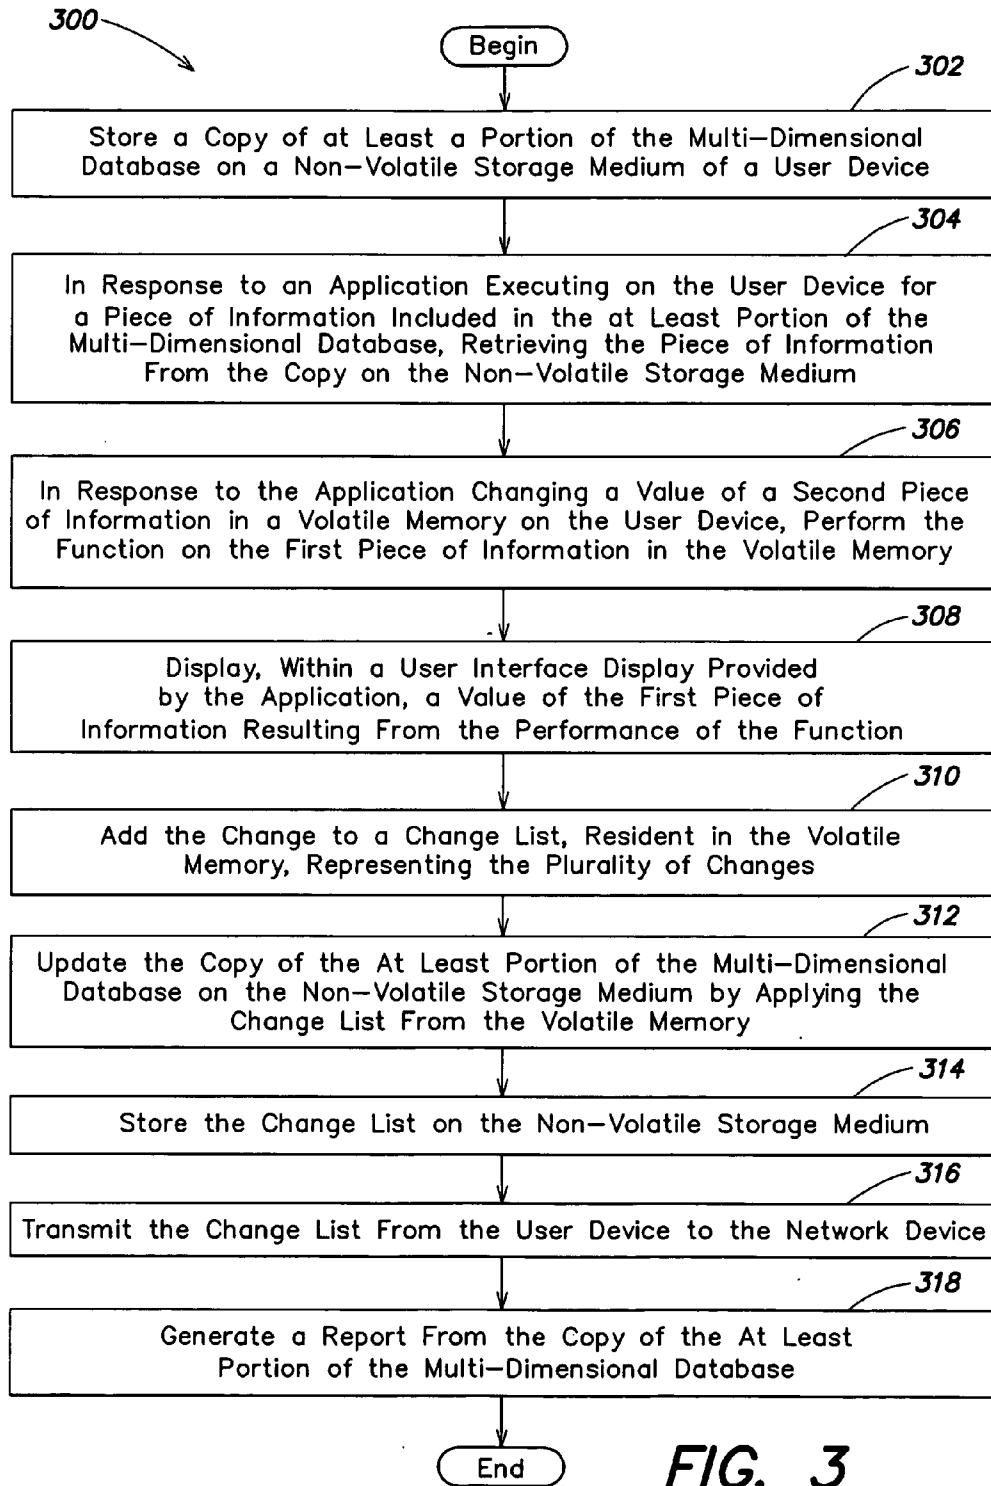 300
Begin
302
Store a Copy of at Least a Portion of the Multi-Dimensional
Database on a Non-Volatile Storage Medium of a User Device
304
In Response to an Application Executing on the User Device for
a Piece of Information Included in the at Least Portion of the
Multi-Dimensional Database, Retrieving the Piece of Information
From the Copy on the Non-Volatile Storage Medium
306
In Response to the Application Changing a Value of a Second Piece
of Information in a Volatile Memory on the User Device, Perform the
Function on the First Piece of Information in the Volatile Memory
308
Display, Within a User Interface Display Provided
by the Application, a Value of the First Piece of
Information Resulting From the Performance of the Function
310
Add the Change to a Change List, Resident in the Volatile
Memory, Representing the Plurality of Changes
312
Update the Copy of the At Least Portion of the Multi-Dimensional
Database on the Non-Volatile Storage Medium by Applying the
Change List From the Volatile Memory
314
Store the Change List on the Non-Volatile Storage Medium
316
Transmit the Change List From the User Device to the Network Device
318
Generate a Report From the Copy of the At Least
Portion of the Multi-Dimensional Database
End
FIG. 3